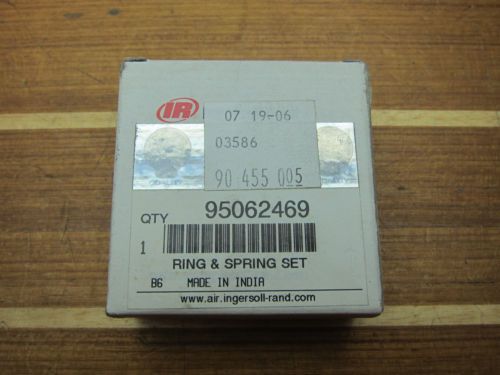 IR
07 19-06
03586
90 455 005
QTY 95062469
1
RING & SPRING SET
86 MADE IN INDIA
www.air.ingersoll-rand.com